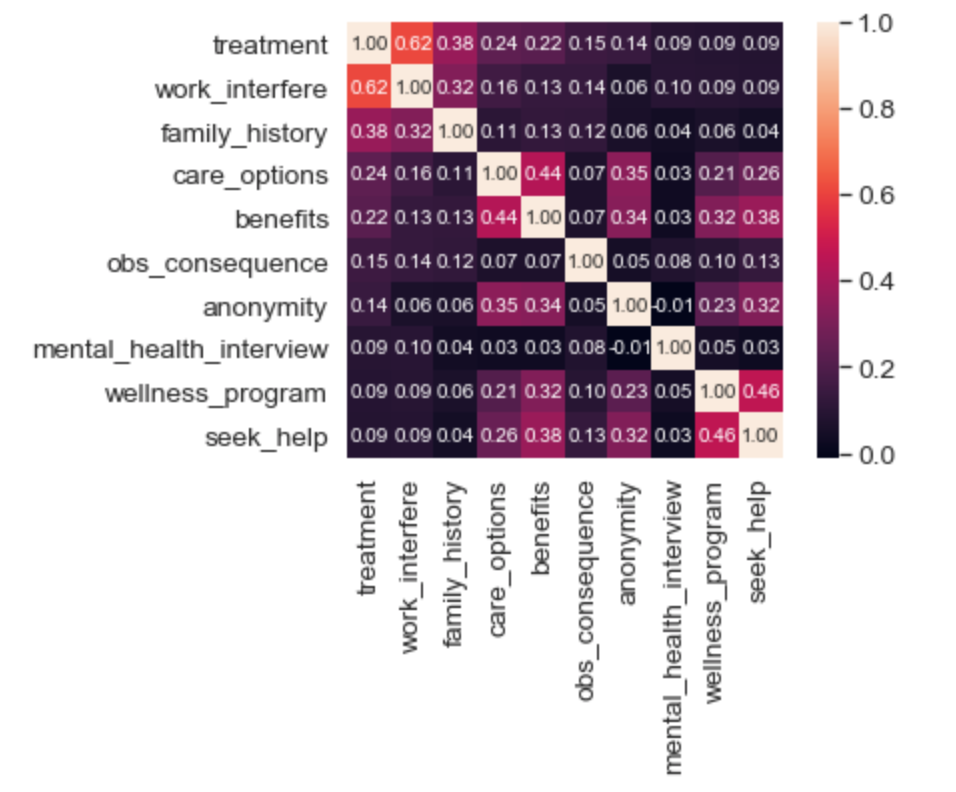 treatment 1.00 0.62 0.38 0.24 0.22 0.15 0.14 0.09 0.09 0.09
work_interfere 0.62 1.00 0.32 0.16 0.13 0.14 0.06 0.10 0.09 0.09
family_history 0.38 0.32 1.00 0.11 0.13 0.12 0.06 0.04 0.06 0.04
care_options 0.24 0.16 0.11 1.00 0.44 0.07 0.35 0.03 0.21 0.26
benefits 0.22 0.13 0.13 0.44 1.00 0.07 0.34 0.03 0.32 0.38
obs_consequence 0.15 0.14 0.12 0.07 0.07 1.00 0.05 0.08 0.10 0.13
anonymity 0.14 0.06 0.06 0.35 0.34 0.05 1.00 -0.01 0.23 0.32
mental_health_interview 0.09 0.10 0.04 0.03 0.03 0.08 -0.01 1.00 0.05 0.03
wellness_program 0.09 0.09 0.06 0.21 0.32 0.10 0.23 0.05 1.00 0.46
seek_help 0.09 0.09 0.04 0.26 0.38 0.13 0.32 0.03 0.46 1.00
treatment
work_interfere
family_history
care_options
benefits
obs_consequence
anonymity
mental_health_interview
wellness_program
seek_help
1.0
0.8
0.6
0.4
0.2
0.0